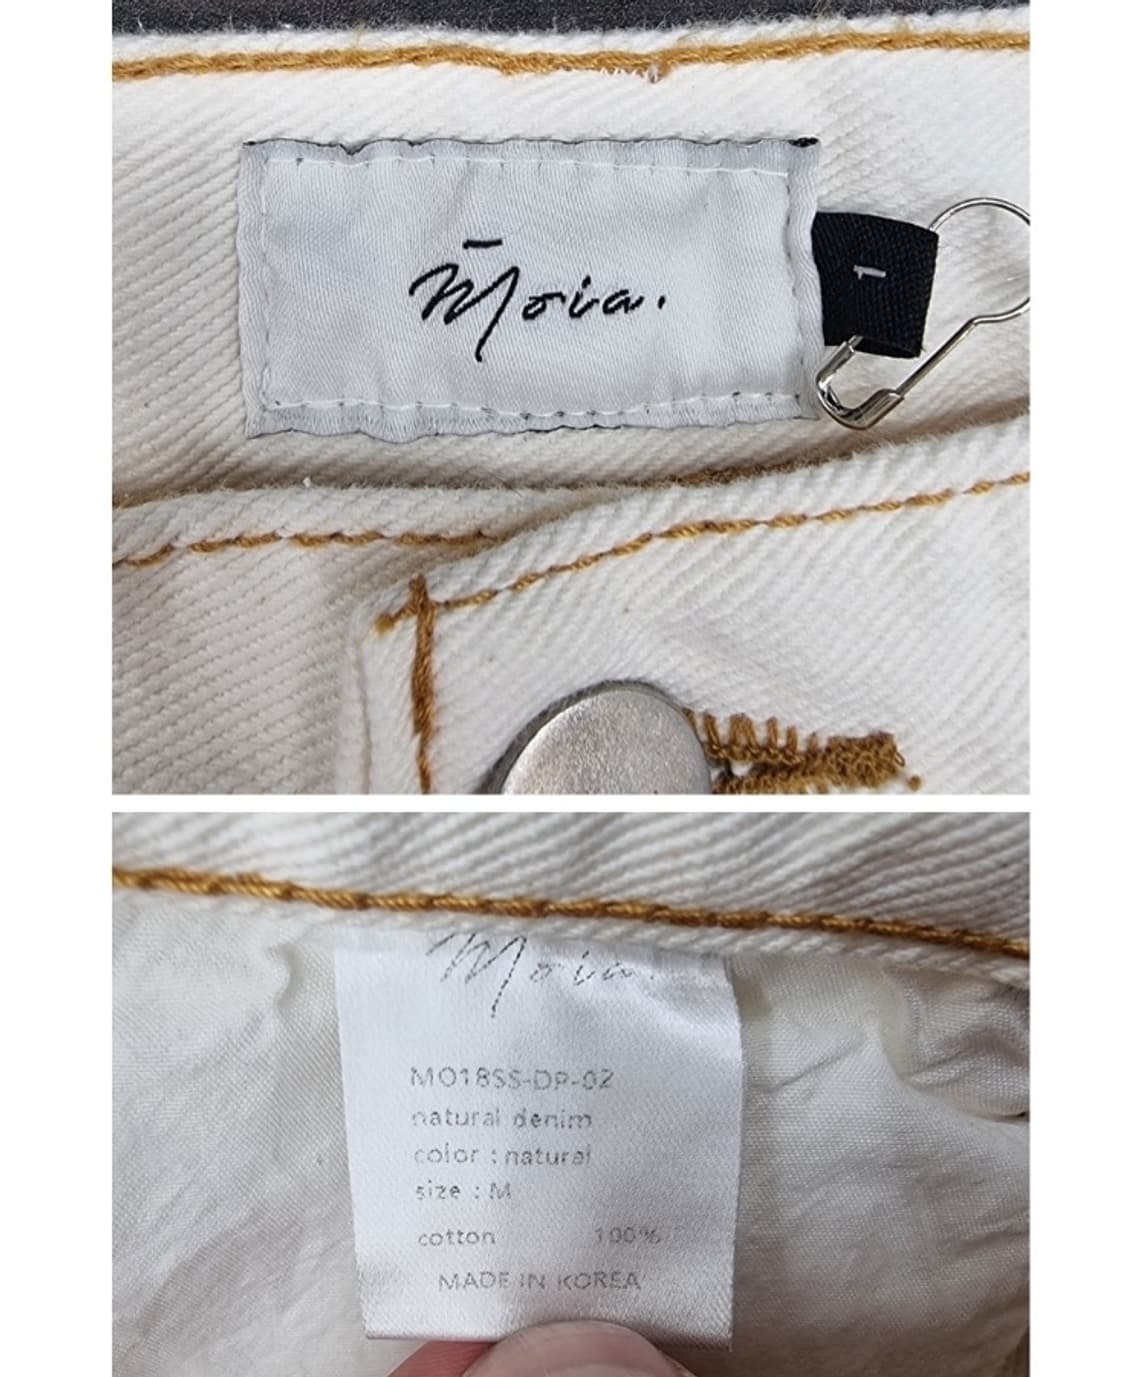 Moia.
1
Moia.
MO18SS-DP-02
natural denim
color : natural
size : M
cotton 100%
MADE IN KOREA